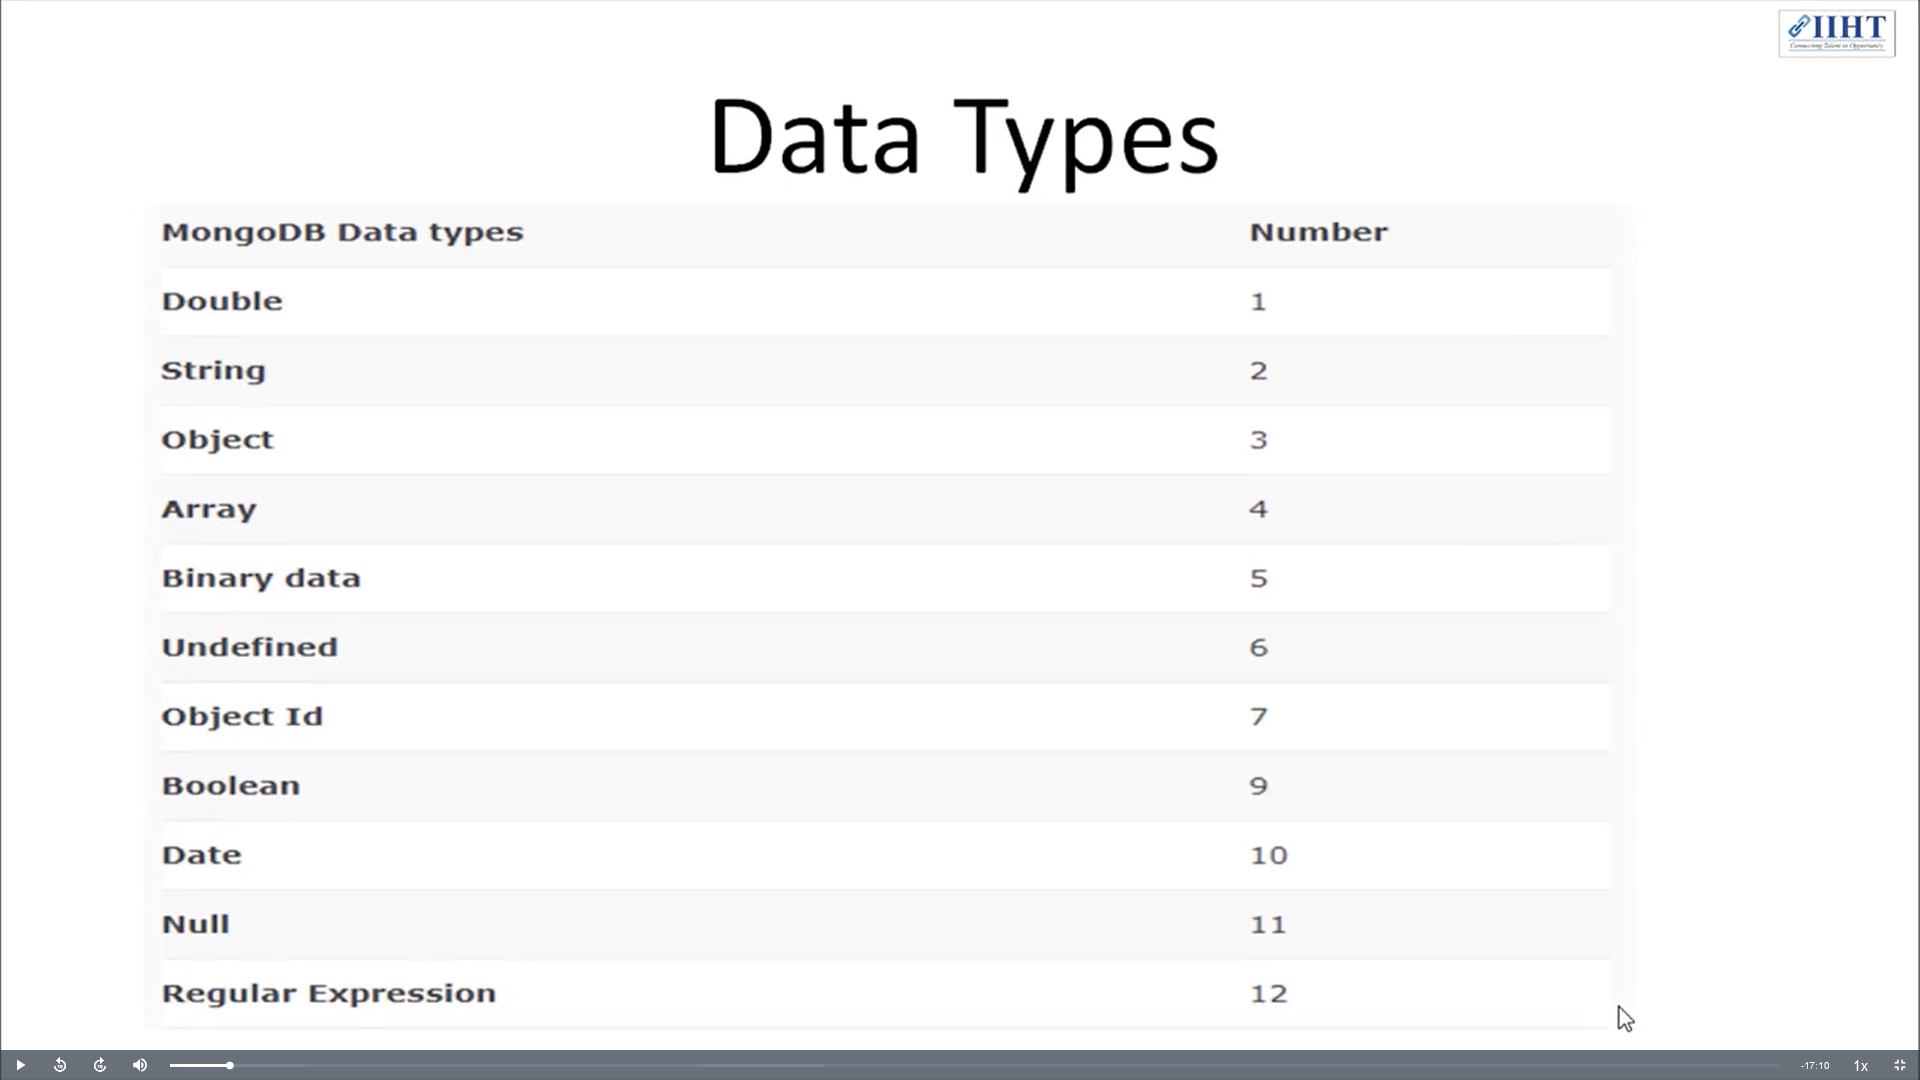 IIHT
Connecting Talent to Opportunity
Data Types
MongoDB Data types Number
Double 1
String 2
Object 3
Array 4
Binary data 5
Undefined 6
Object Id 7
Boolean 9
Date 10
Null 11
Regular Expression 12
-17:10 1x